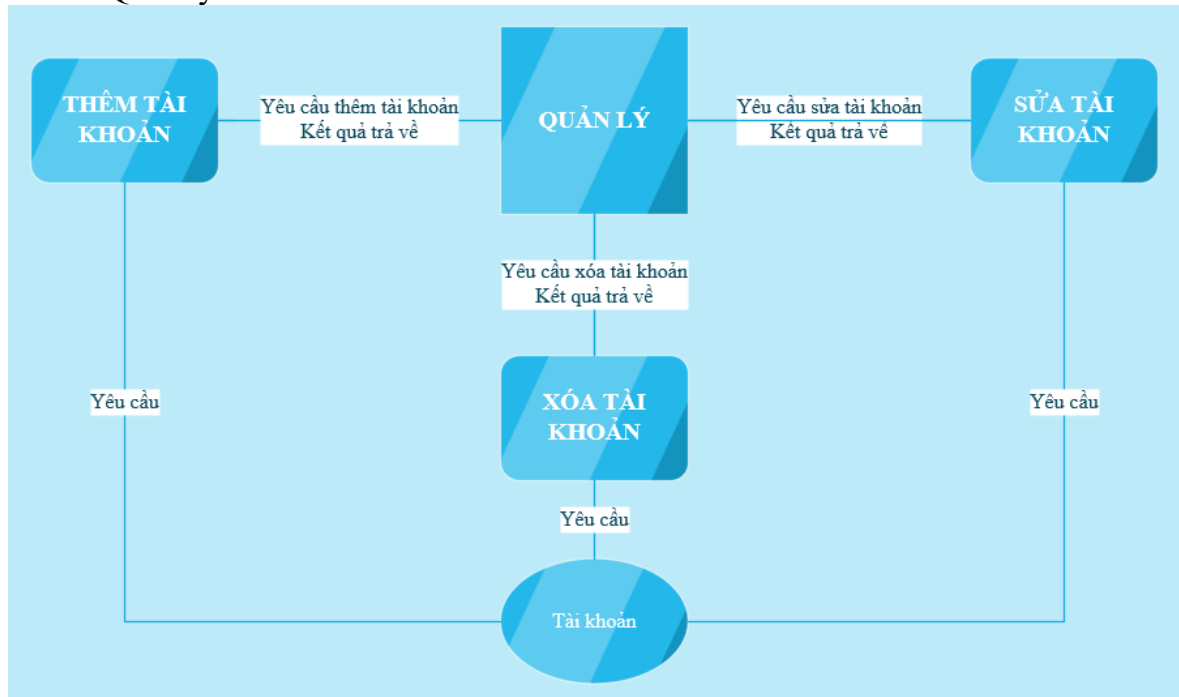 THÊM TÀI
KHOẢN
Yêu cầu thêm tài khoản
Kết quả trả về
QUẢN LÝ
Yêu cầu sửa tài khoản
Kết quả trả về
SỬA TÀI
KHOẢN
Yêu cầu xóa tài khoản
Kết quả trả về
Yêu cầu
XÓA TÀI
KHOẢN
Yêu cầu
Yêu cầu
Tài khoản